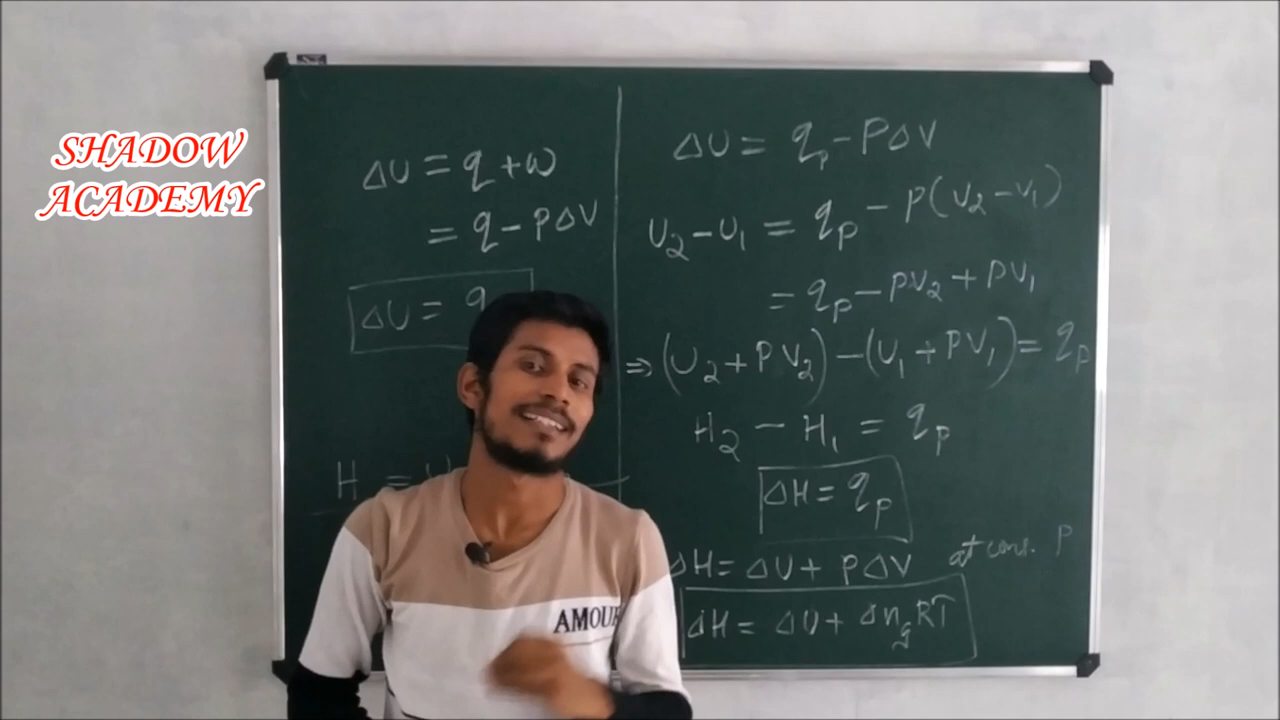 SHADOW
ACADEMY
ΔU = q + w
= q - PΔV
ΔU = q
H = U
ΔU = qₚ - PΔV
U₂ - U₁ = qₚ - P(V₂ - V₁)
= qₚ - PV₂ + PV₁
⇒ (U₂ + PV₂) - (U₁ + PV₁) = qₚ
H₂ - H₁ = qₚ
ΔH = qₚ
ΔH = ΔU + PΔV at cons. P
ΔH = ΔU + Δn_g RT
AMOUR